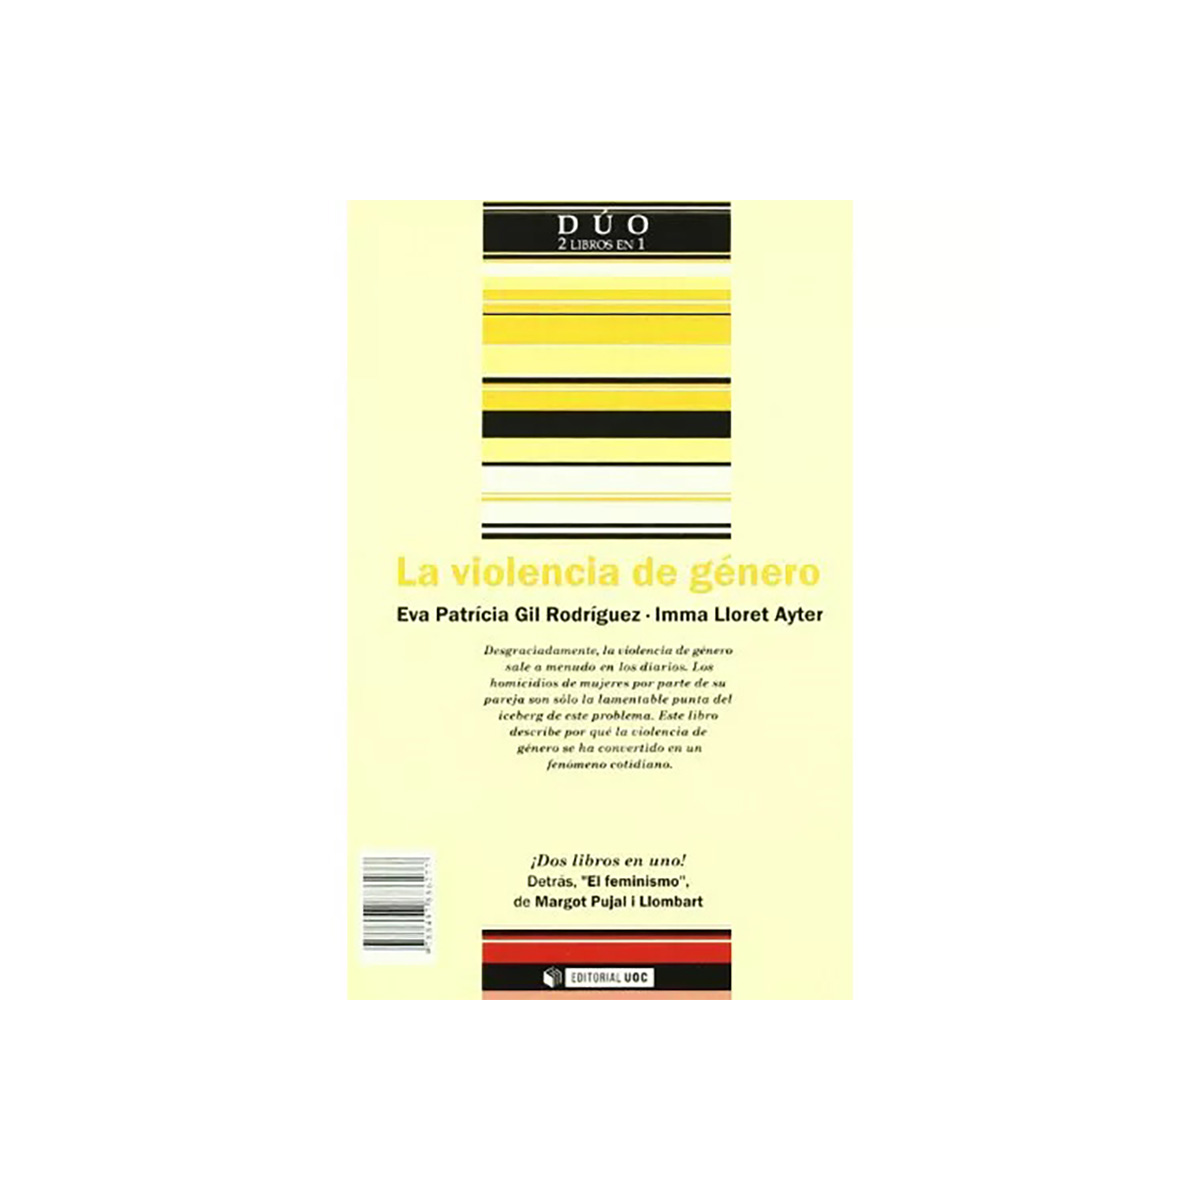 DÚO
2 LIBROS EN 1
La violencia de género
Eva Patrícia Gil Rodríguez · Imma Lloret Ayter
Desgraciadamente, la violencia de género
sale a menudo en los diarios. Los
homicidios de mujeres por parte de su
pareja son sólo la lamentable punta del
iceberg de este problema. Este libro
describe por qué la violencia de
género se ha convertido en un
fenómeno cotidiano.
¡Dos libros en uno!
Detrás, "El feminismo",
de Margot Pujal i Llombart
EDITORIAL UOC